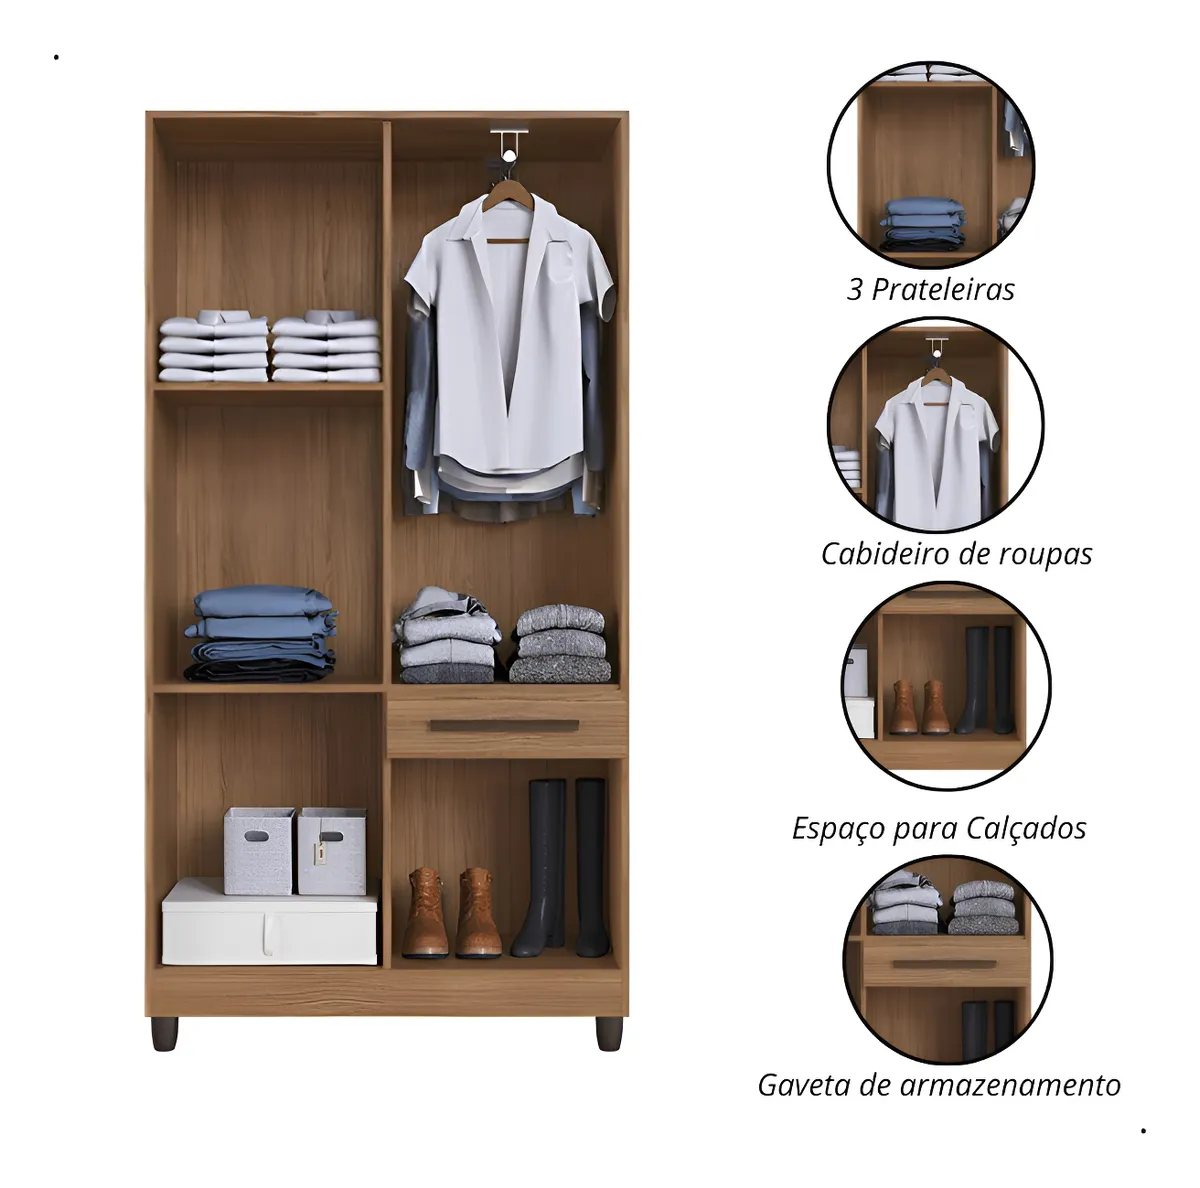 3 Prateleiras
Cabideiro de roupas
Espaço para Calçados
Gaveta de armazenamento